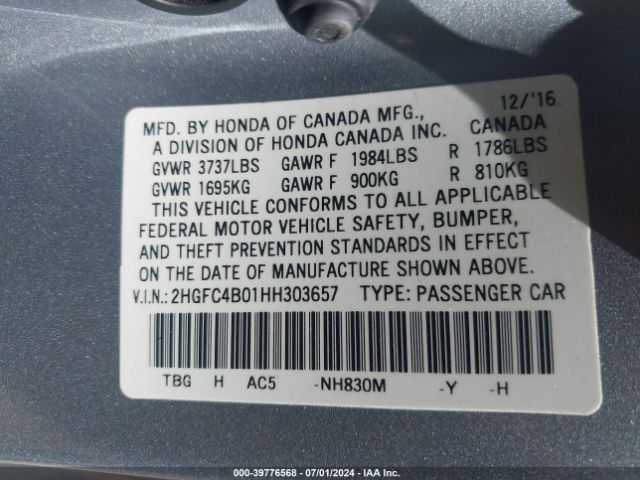 12/'16
MFD. BY HONDA OF CANADA MFG.,
A DIVISION OF HONDA CANADA INC. CANADA
GVWR 3737LBS GAWR F 1984LBS R 1786LBS
GVWR 1695KG GAWR F 900KG R 810KG
THIS VEHICLE CONFORMS TO ALL APPLICABLE
FEDERAL MOTOR VEHICLE SAFETY, BUMPER,
AND THEFT PREVENTION STANDARDS IN EFFECT
ON THE DATE OF MANUFACTURE SHOWN ABOVE.
V.I.N.: 2HGFC4B01HH303657 TYPE: PASSENGER CAR
TBG H AC5 -NH830M -Y -H
000-39776568 - 07/01/2024 - IAA Inc.